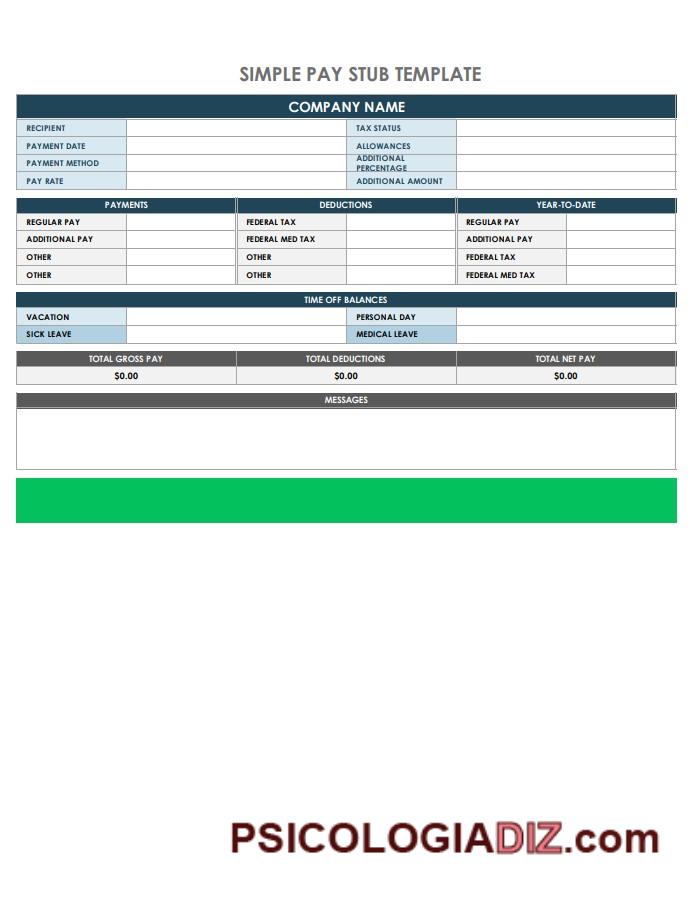 SIMPLE PAY STUB TEMPLATE
COMPANY NAME
RECIPIENT TAX STATUS
PAYMENT DATE ALLOWANCES
PAYMENT METHOD ADDITIONAL PERCENTAGE
PAY RATE ADDITIONAL AMOUNT
PAYMENTS DEDUCTIONS YEAR-TO-DATE
REGULAR PAY FEDERAL TAX REGULAR PAY
ADDITIONAL PAY FEDERAL MED TAX ADDITIONAL PAY
OTHER OTHER FEDERAL TAX
OTHER OTHER FEDERAL MED TAX
TIME OFF BALANCES
VACATION PERSONAL DAY
SICK LEAVE MEDICAL LEAVE
TOTAL GROSS PAY TOTAL DEDUCTIONS TOTAL NET PAY
$0.00 $0.00 $0.00
MESSAGES
PSICOLOGIADIZ.com